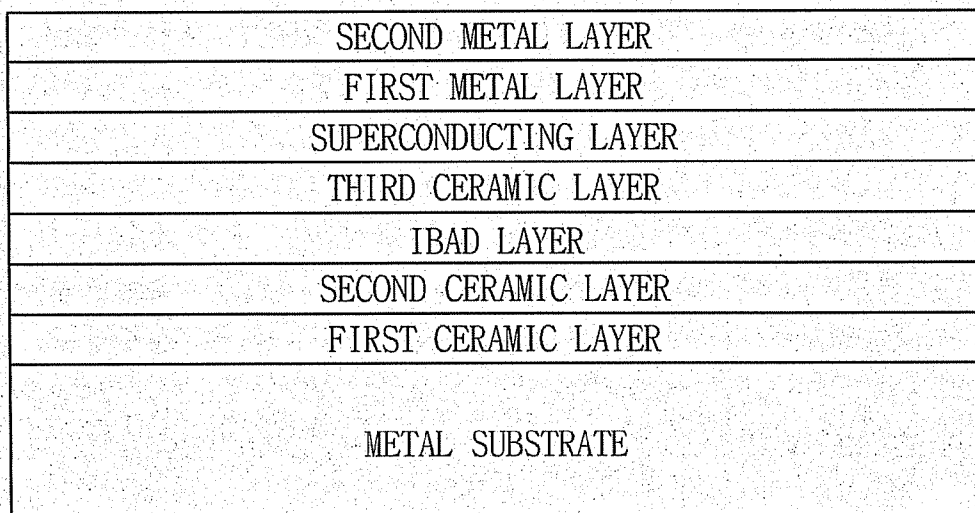 SECOND METAL LAYER
FIRST METAL LAYER
SUPERCONDUCTING LAYER
THIRD CERAMIC LAYER
IBAD LAYER
SECOND CERAMIC LAYER
FIRST CERAMIC LAYER
METAL SUBSTRATE